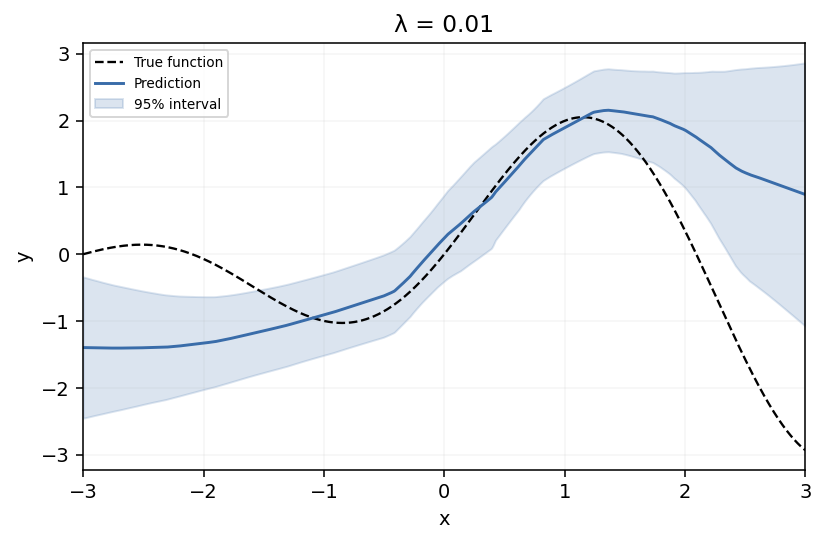 λ = 0.01
True function
Prediction
95% interval
y
3
2
1
0
−1
−2
−3
−3
−2
−1
0
1
2
3
x